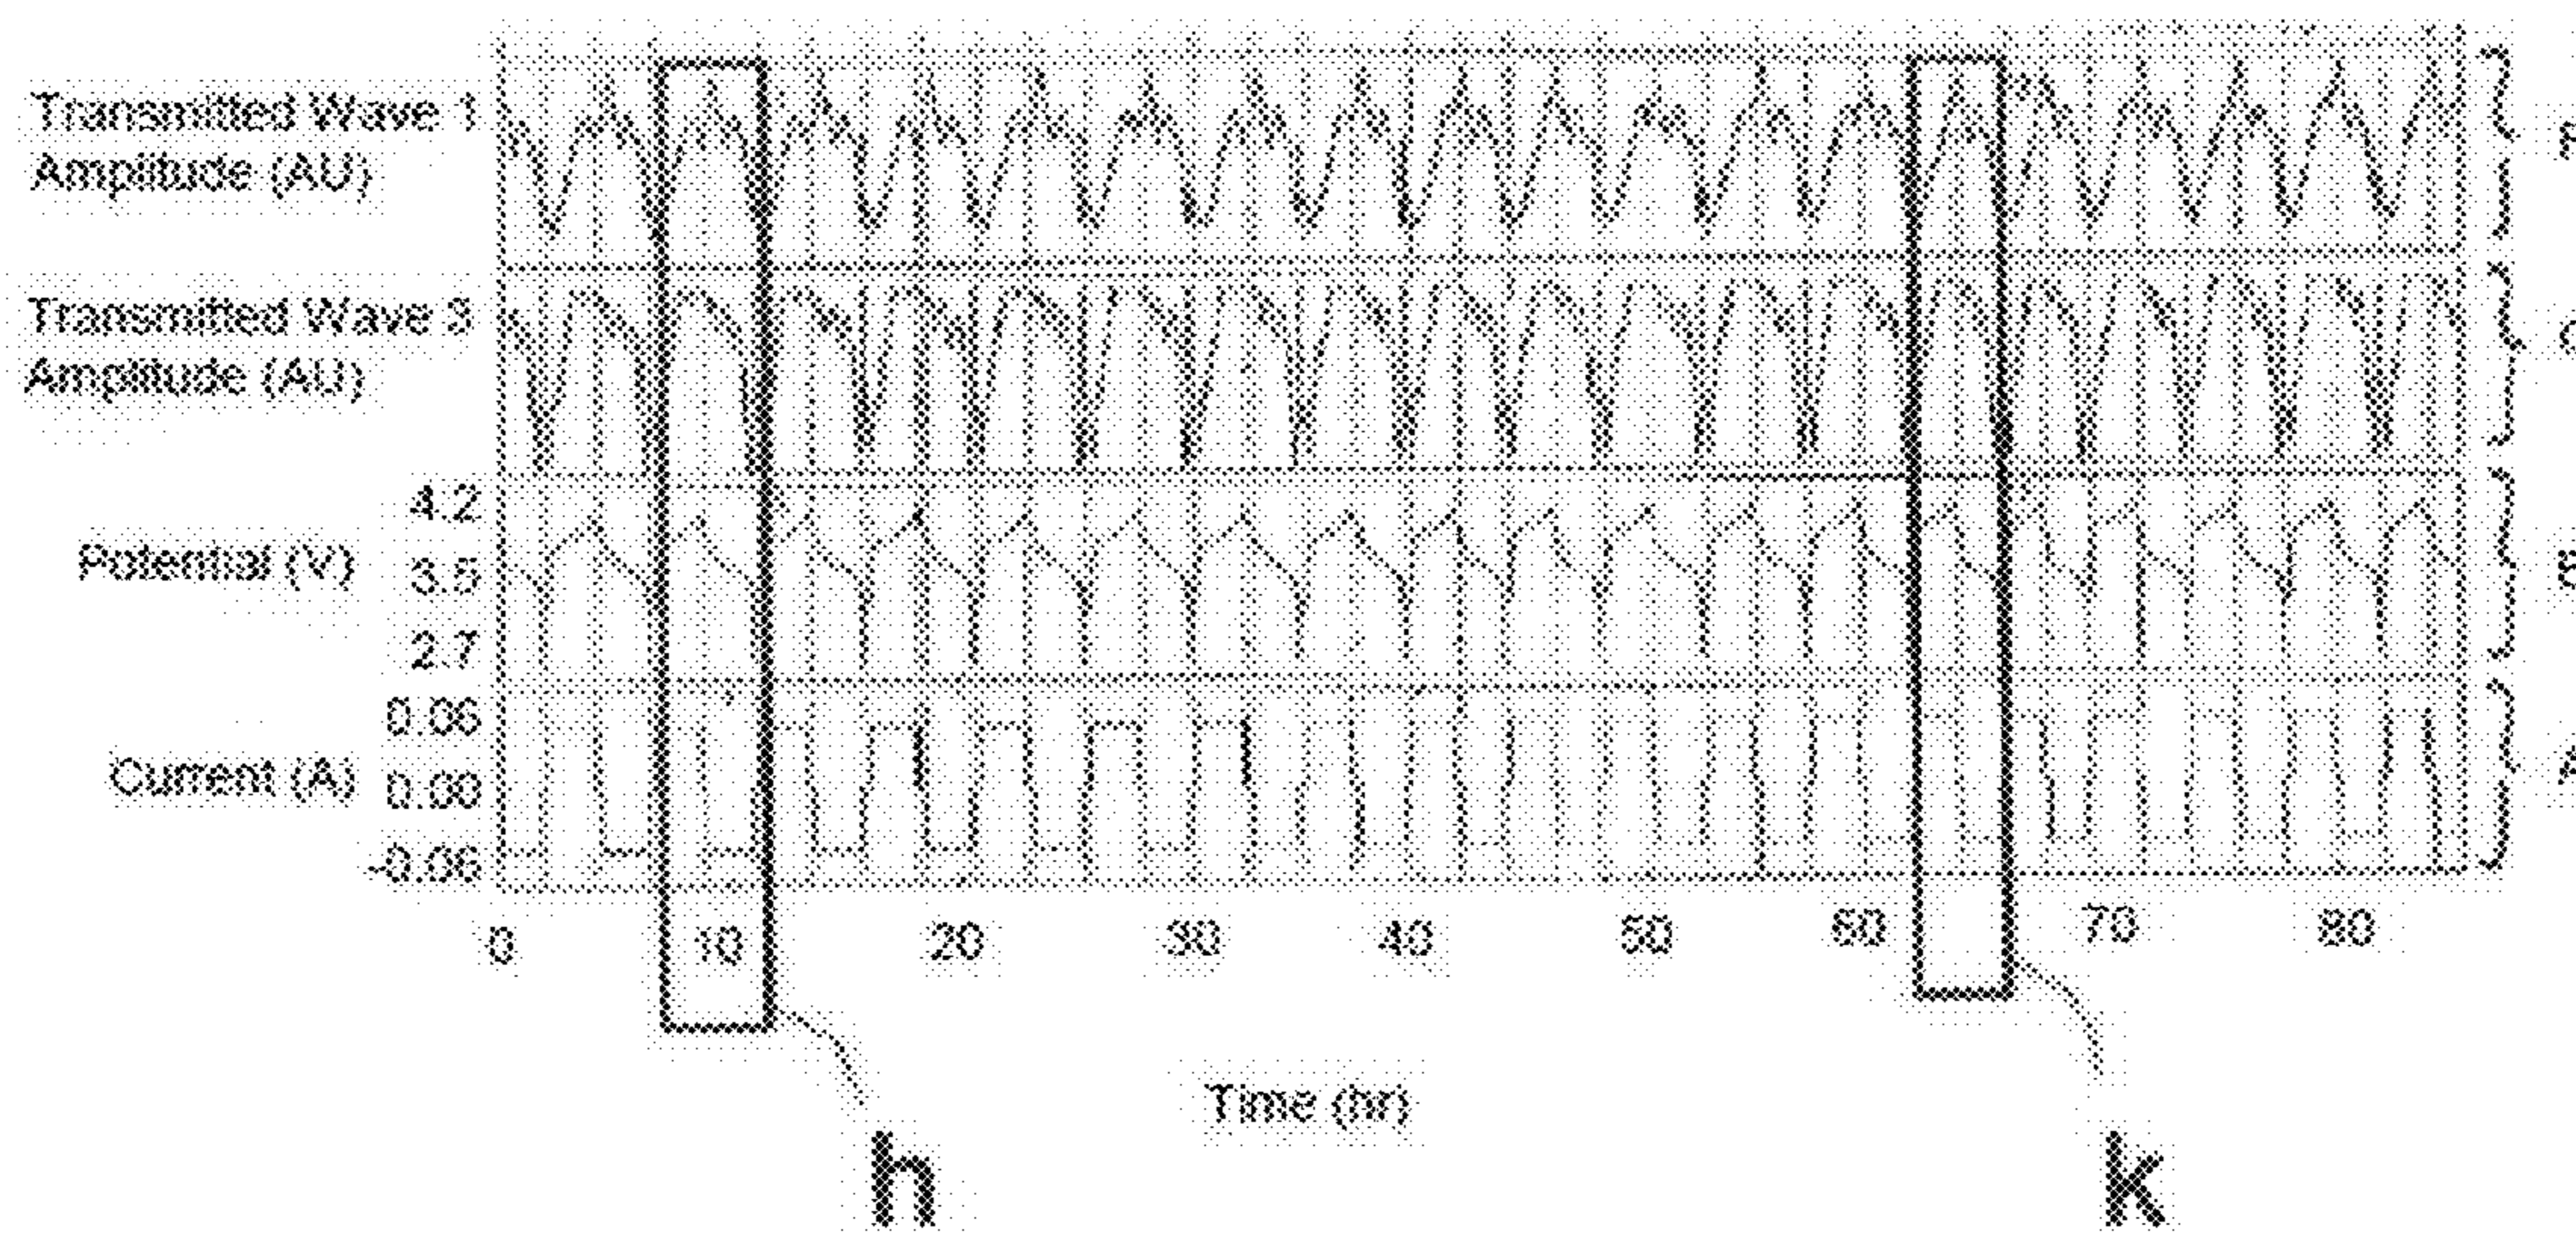 Transmitted Wave 1
Amplitude (AU)
Transmitted Wave 3
Amplitude (AU)
4.2
Potential (V)
3.5
2.7
0.06
Current (A)
0.00
-0.06
0 10 20 30 40 50 60 70 80
Time (hr)
h
k